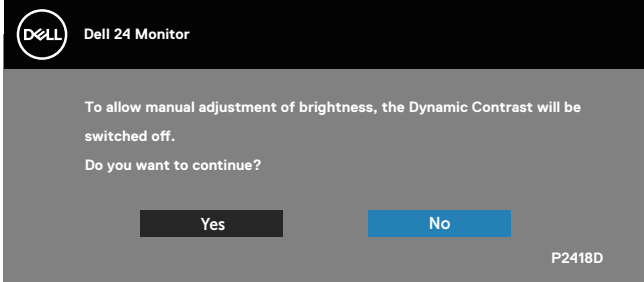 DELL
Dell 24 Monitor
To allow manual adjustment of brightness, the Dynamic Contrast will be
switched off.
Do you want to continue?
Yes No
P2418D